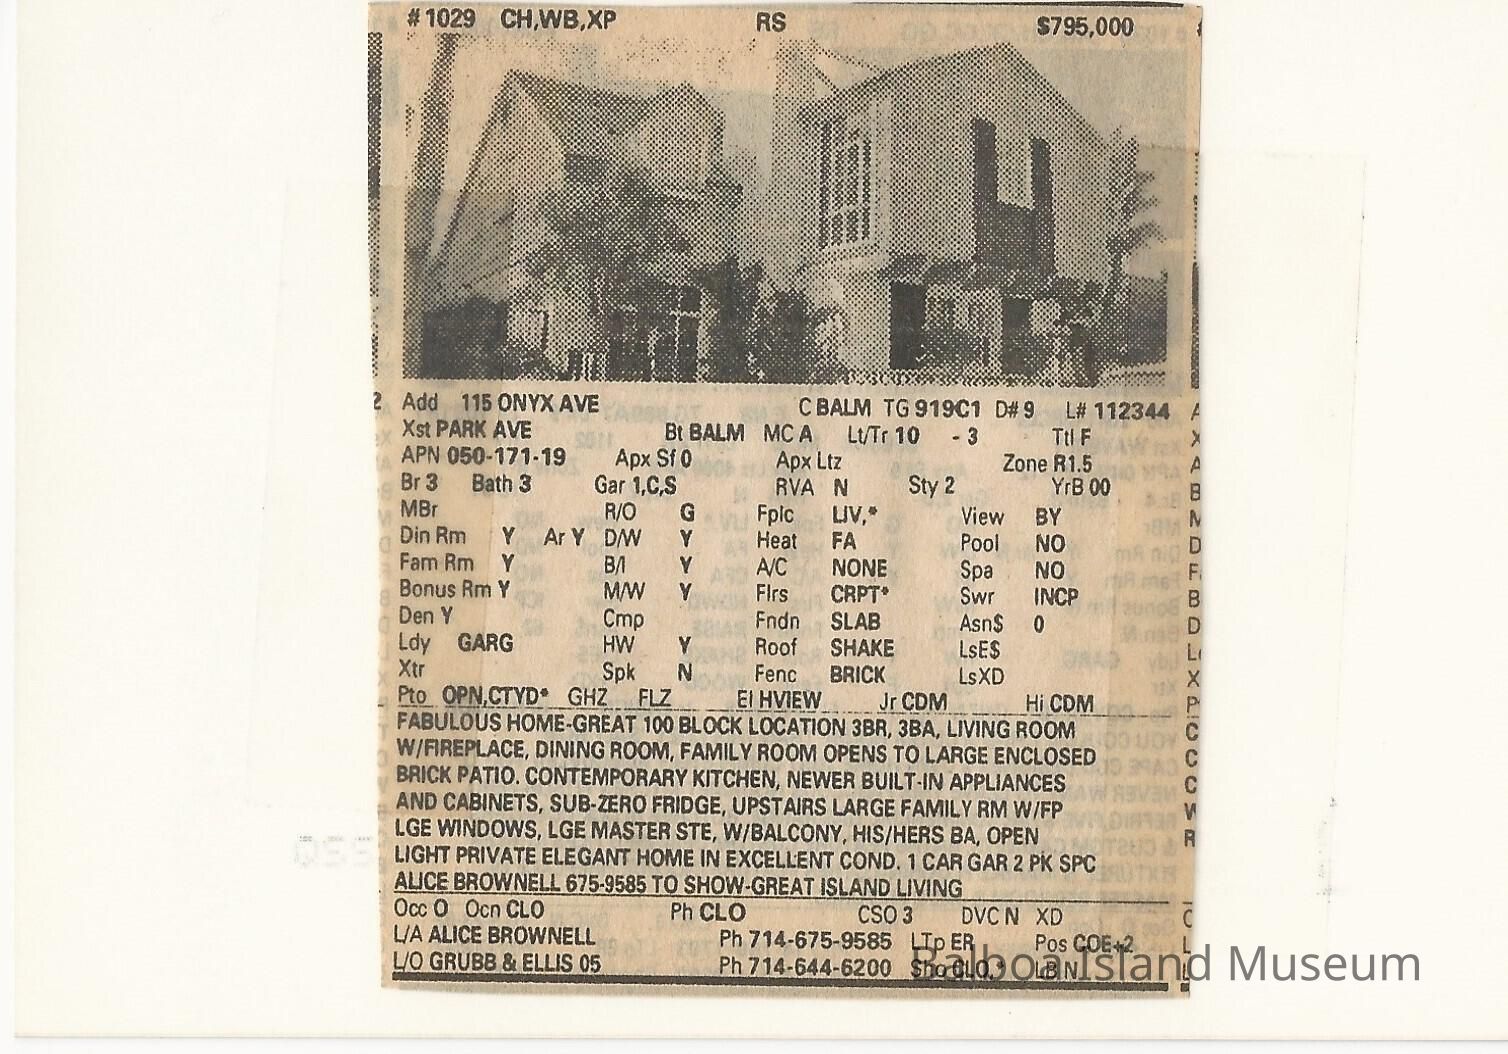 #1029 CH,WB,XP RS $795,000
Add 115 ONYX AVE C BALM TG 919C1 D# 9 L# 112344
Xst PARK AVE Bt BALM MC A Lt/Tr 10 - 3 Ttl F
APN 050-171-19 Apx Sf 0 Apx Ltz Zone R1.5
Br 3 Bath 3 Gar 1,C,S RVA N Sty 2 YrB 00
MBr R/O G Fplc LIV,* View BY
Din Rm Y Ar Y D/W Y Heat FA Pool NO
Fam Rm Y B/I Y A/C NONE Spa NO
Bonus Rm Y M/W Y Flrs CRPT* Swr INCP
Den Y Cmp Fndn SLAB Asn$ 0
Ldy GARG HW Y Roof SHAKE LsE$
Xtr Spk N Fenc BRICK LsXD
Pto OPN,CTYD* GHZ FLZ El HVIEW Jr CDM Hi CDM
FABULOUS HOME-GREAT 100 BLOCK LOCATION 3BR, 3BA, LIVING ROOM
W/FIREPLACE, DINING ROOM, FAMILY ROOM OPENS TO LARGE ENCLOSED
BRICK PATIO. CONTEMPORARY KITCHEN, NEWER BUILT-IN APPLIANCES
AND CABINETS, SUB-ZERO FRIDGE, UPSTAIRS LARGE FAMILY RM W/FP
LGE WINDOWS, LGE MASTER STE, W/BALCONY, HIS/HERS BA, OPEN
LIGHT PRIVATE ELEGANT HOME IN EXCELLENT COND. 1 CAR GAR 2 PK SPC
ALICE BROWNELL 675-9585 TO SHOW-GREAT ISLAND LIVING
Occ O Ocn CLO Ph CLO CSO 3 DVC N XD
L/A ALICE BROWNELL Ph 714-675-9585 LTp ER Pos COE+2
L/O GRUBB & ELLIS 05 Ph 714-644-6200 Sho CLO,* LB N
Balboa Island Museum